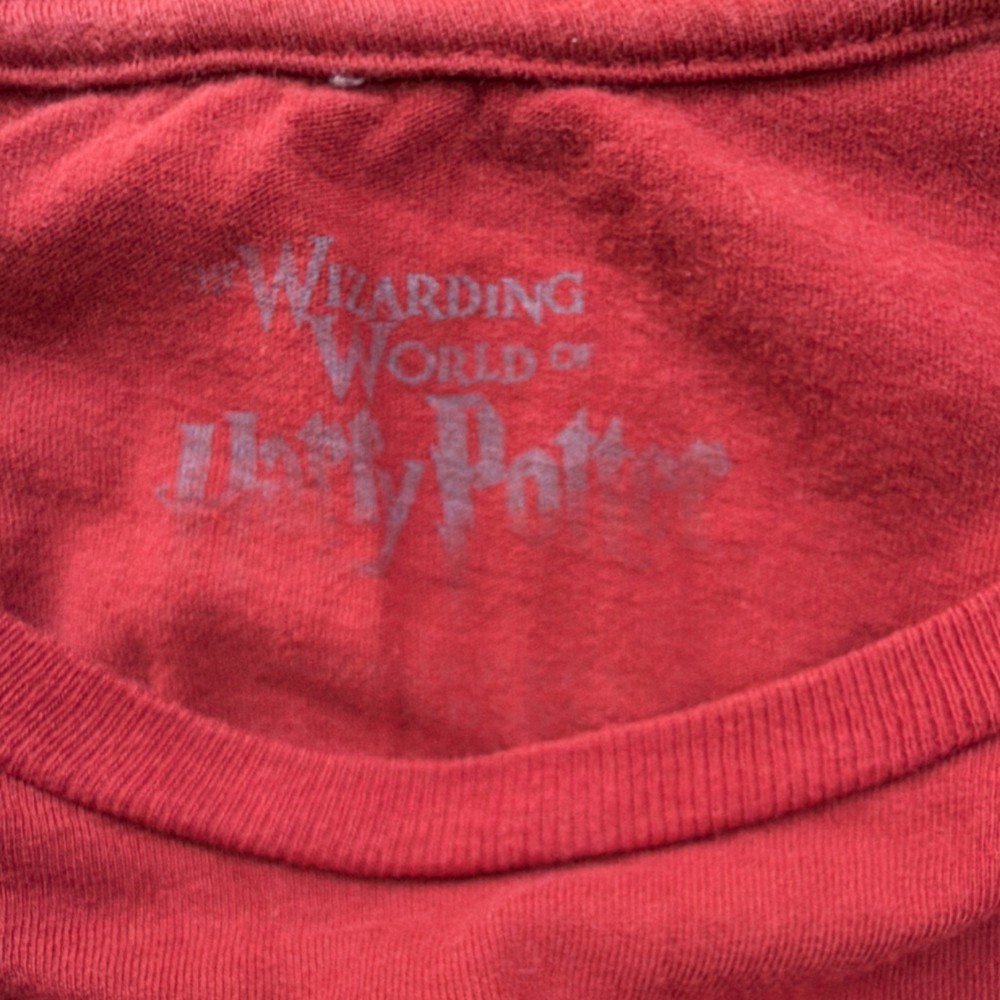 THE WIZARDING
WORLD OF
Harry Potter